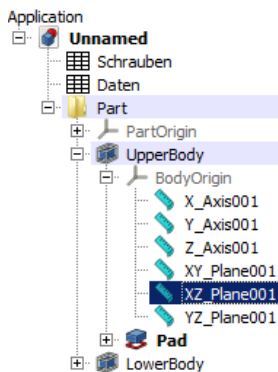 Application
Unnamed
Schrauben
Daten
Part
PartOrigin
UpperBody
BodyOrigin
X_Axis001
Y_Axis001
Z_Axis001
XY_Plane001
XZ_Plane001
YZ_Plane001
Pad
LowerBody